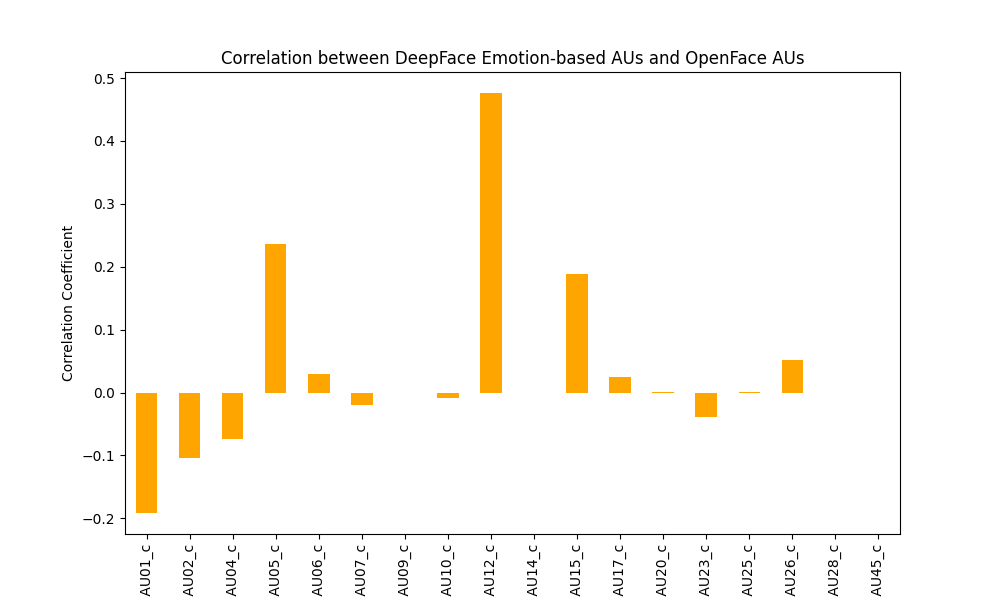 Correlation between DeepFace Emotion-based AUs and OpenFace AUs
Correlation Coefficient
0.5
0.4
0.3
0.2
0.1
0.0
−0.1
−0.2
AU01_c
AU02_c
AU04_c
AU05_c
AU06_c
AU07_c
AU09_c
AU10_c
AU12_c
AU14_c
AU15_c
AU17_c
AU20_c
AU23_c
AU25_c
AU26_c
AU28_c
AU45_c